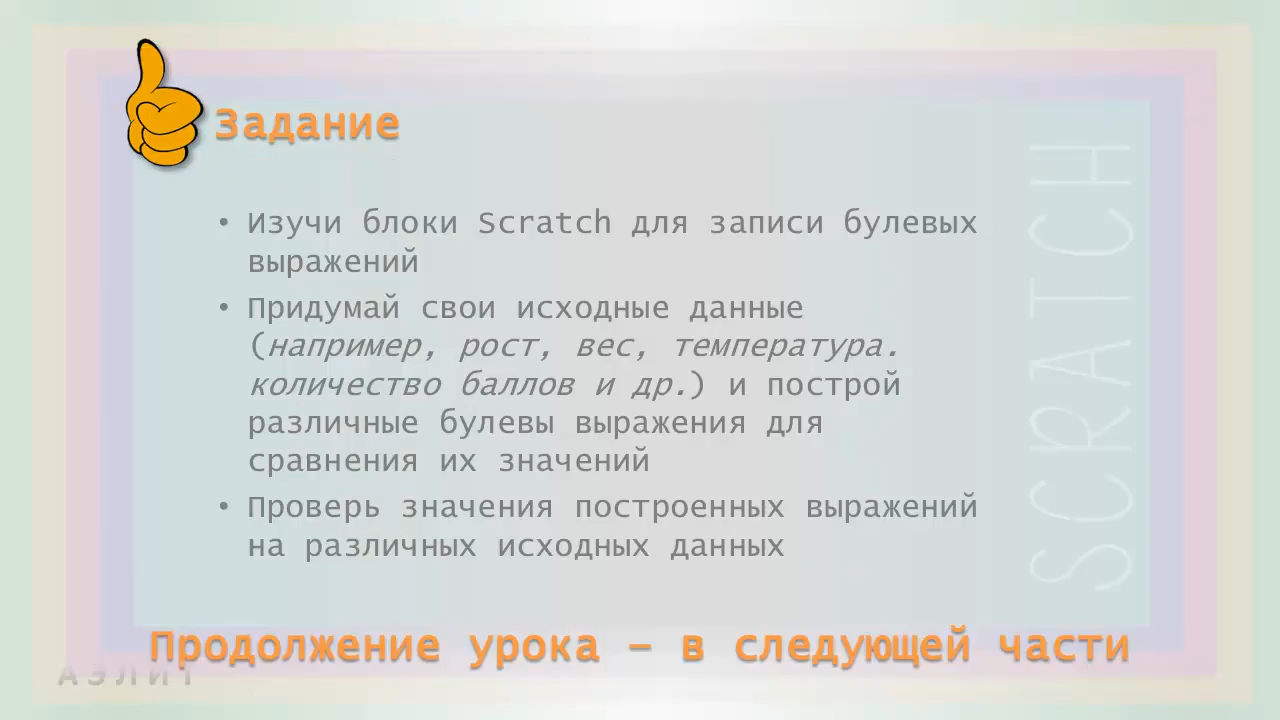 Задание
• Изучи блоки Scratch для записи булевых
выражений
• Придумай свои исходные данные
(например, рост, вес, температура.
количество баллов и др.) и построй
различные булевы выражения для
сравнения их значений
• Проверь значения построенных выражений
на различных исходных данных
SCRATCH
Продолжение урока – в следующей части